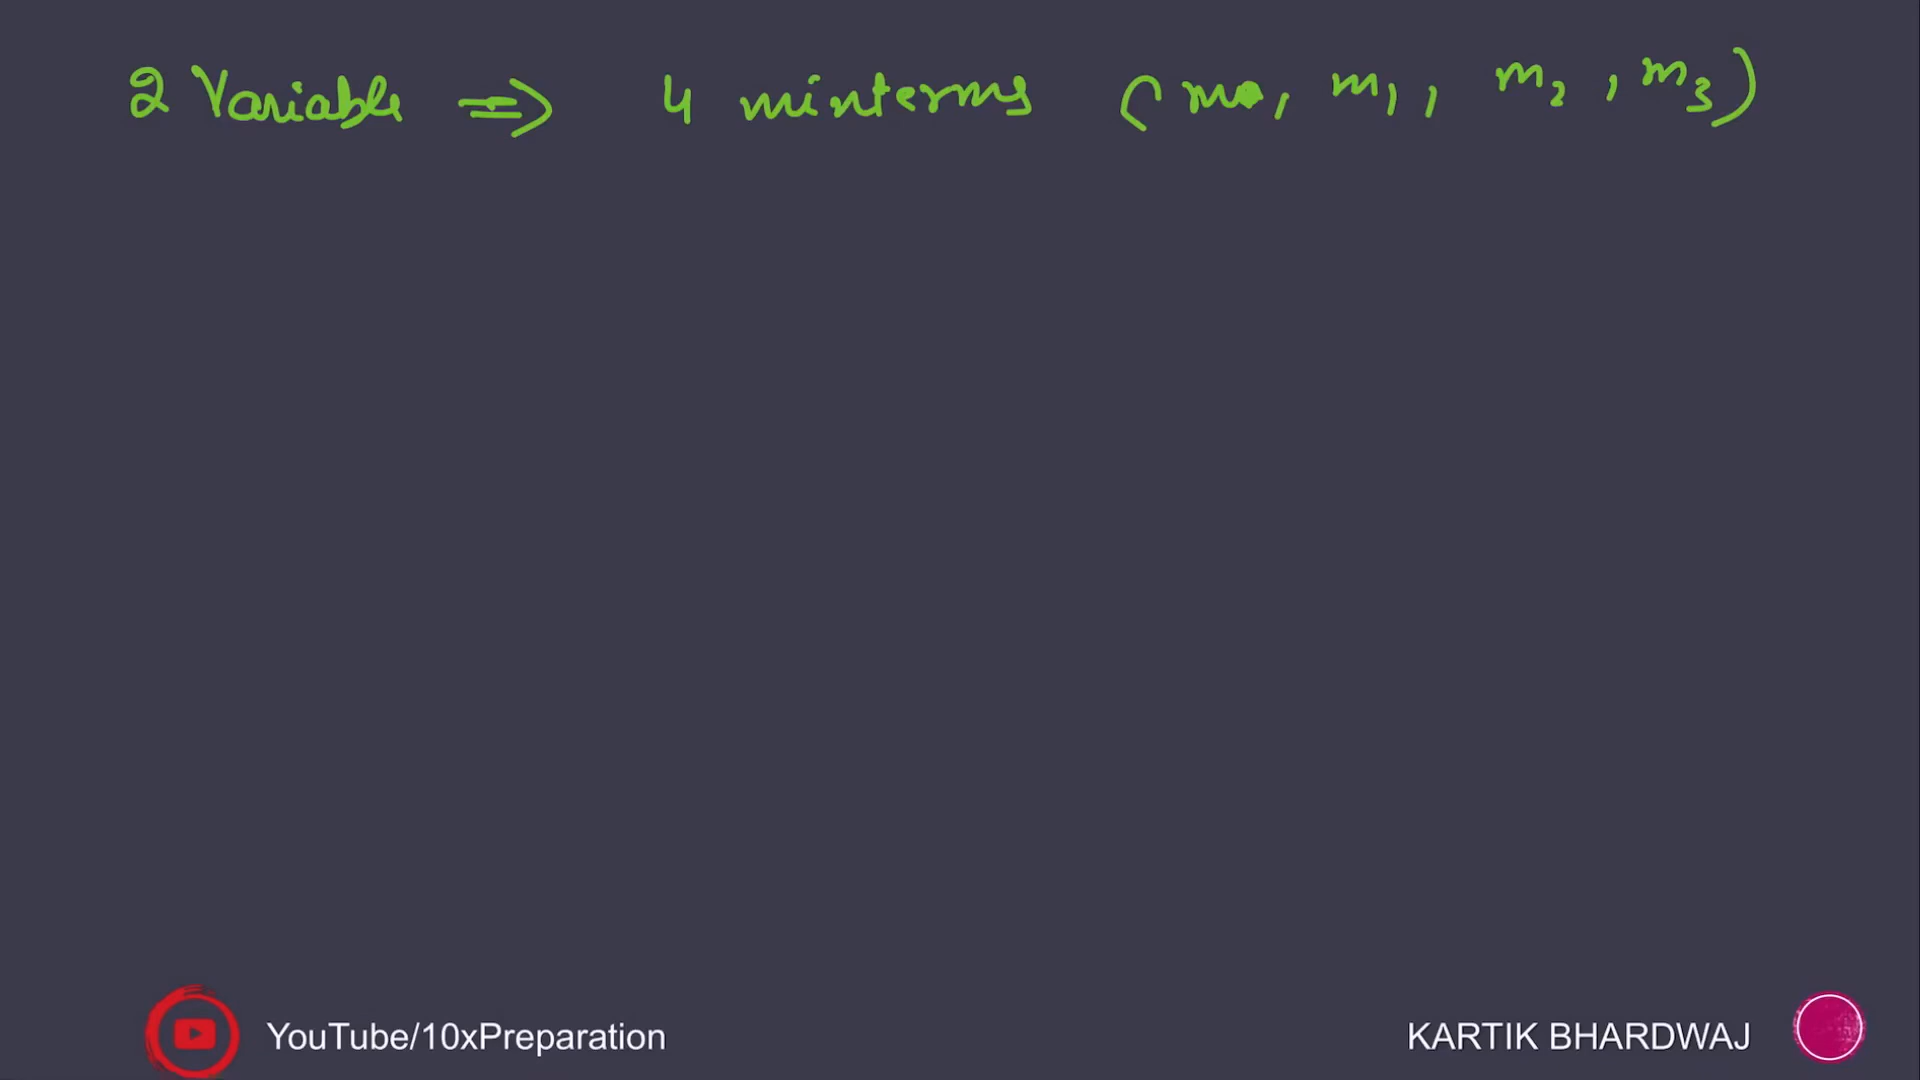 2 Variable => 4 minterms (m0, m1, m2, m3)
YouTube/10xPreparation
KARTIK BHARDWAJ